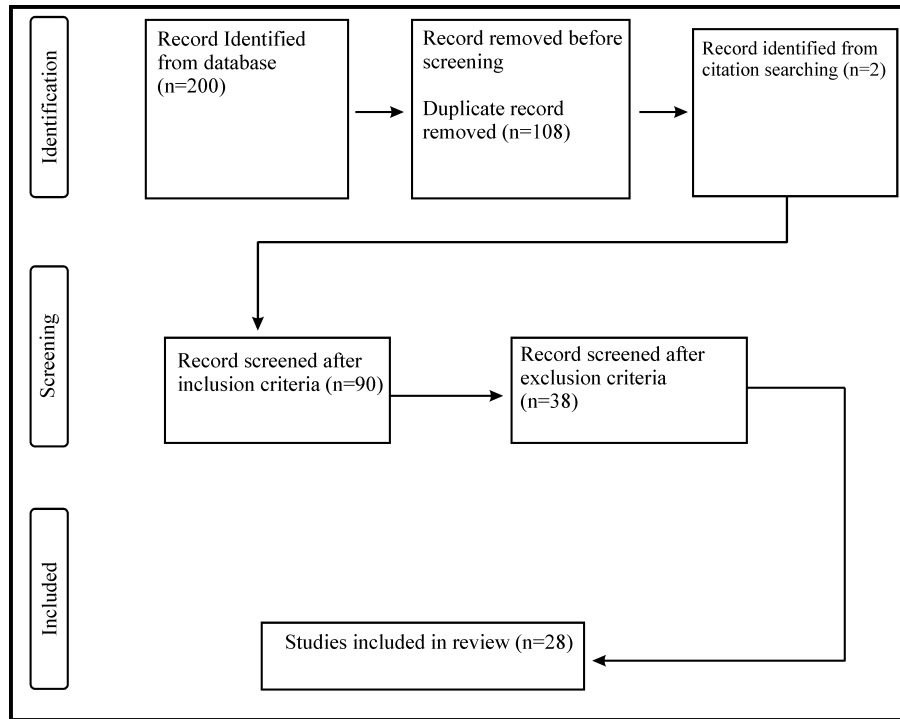 Identification
Record Identified
from database
(n=200)
Record removed before
screening
Duplicate record
removed (n=108)
Record identified from
citation searching (n=2)
Screening
Record screened after
inclusion criteria (n=90)
Record screened after
exclusion criteria
(n=38)
Included
Studies included in review (n=28)